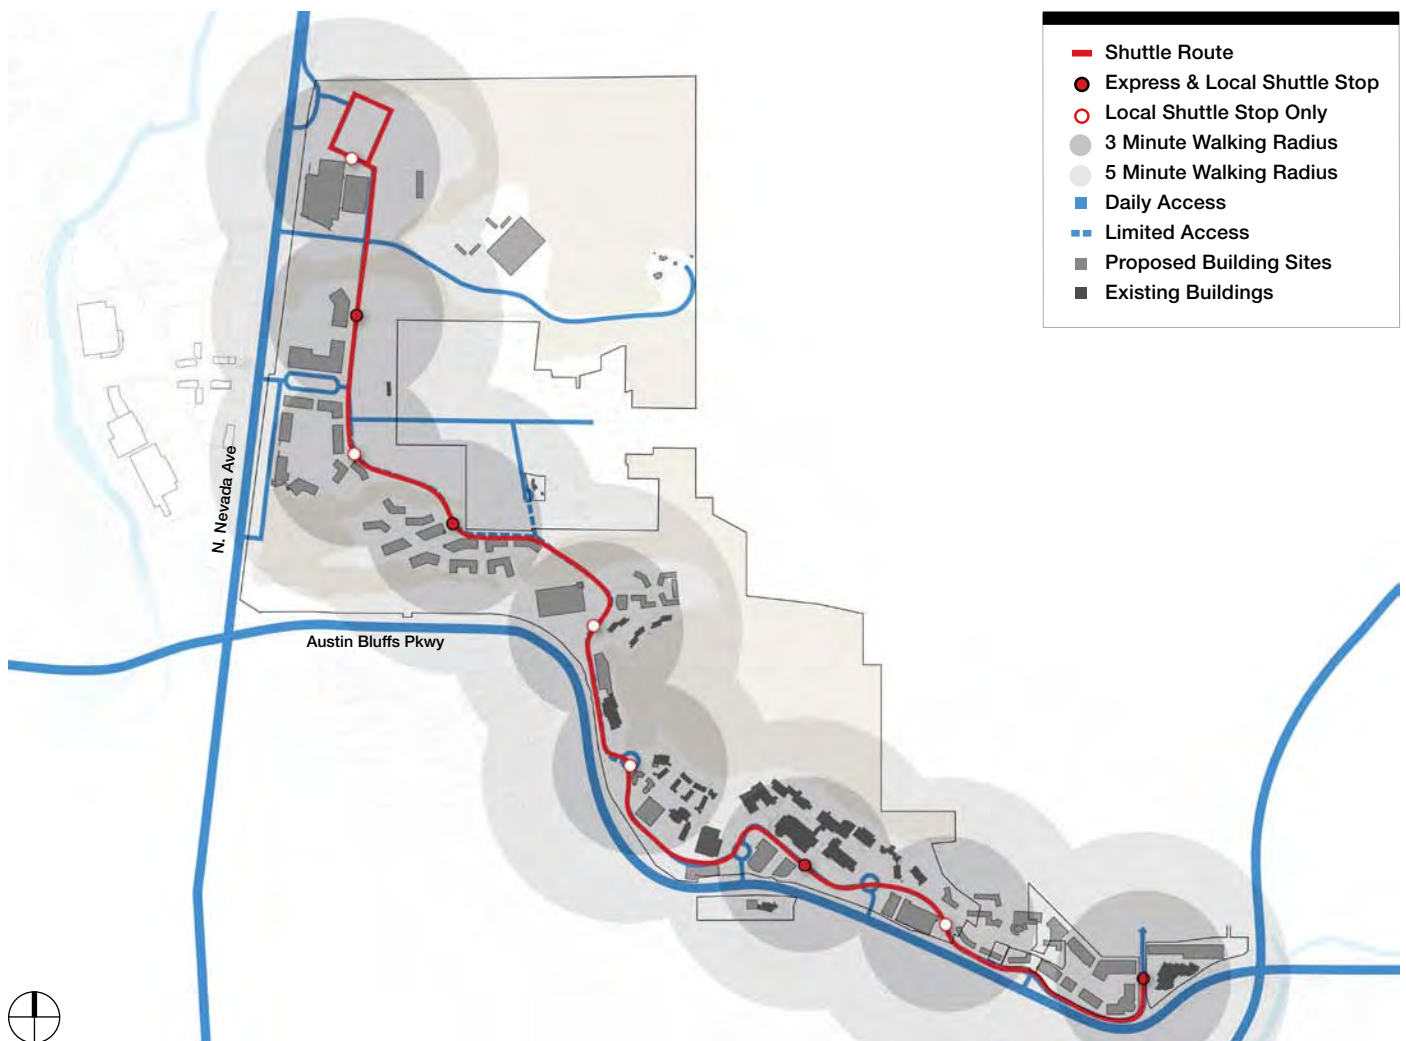 Shuttle Route
Express & Local Shuttle Stop
Local Shuttle Stop Only
3 Minute Walking Radius
5 Minute Walking Radius
Daily Access
Limited Access
Proposed Building Sites
Existing Buildings
N. Nevada Ave
Austin Bluffs Pkwy